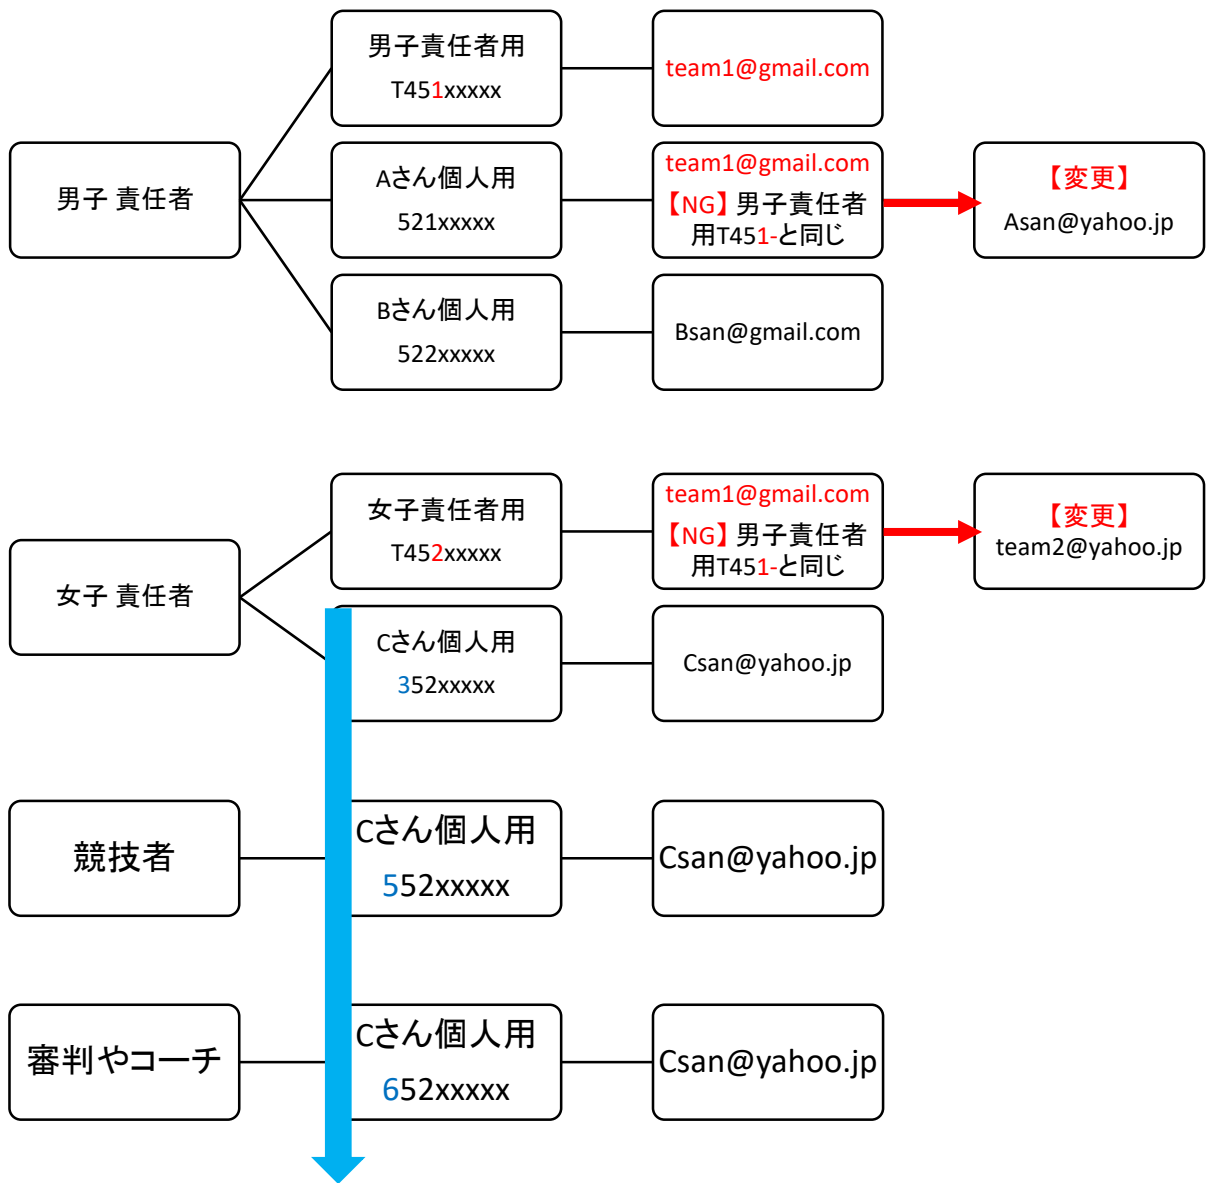 男子責任者用
T451xxxxx
team1@gmail.com
男子 責任者
Aさん個人用
521xxxxx
team1@gmail.com
【NG】男子責任者
用T451-と同じ
【変更】
Asan@yahoo.jp
Bさん個人用
522xxxxx
Bsan@gmail.com
女子 責任者
女子責任者用
T452xxxxx
team1@gmail.com
【NG】男子責任者
用T451-と同じ
【変更】
team2@yahoo.jp
Cさん個人用
352xxxxx
Csan@yahoo.jp
競技者
Cさん個人用
552xxxxx
Csan@yahoo.jp
審判やコーチ
Cさん個人用
652xxxxx
Csan@yahoo.jp